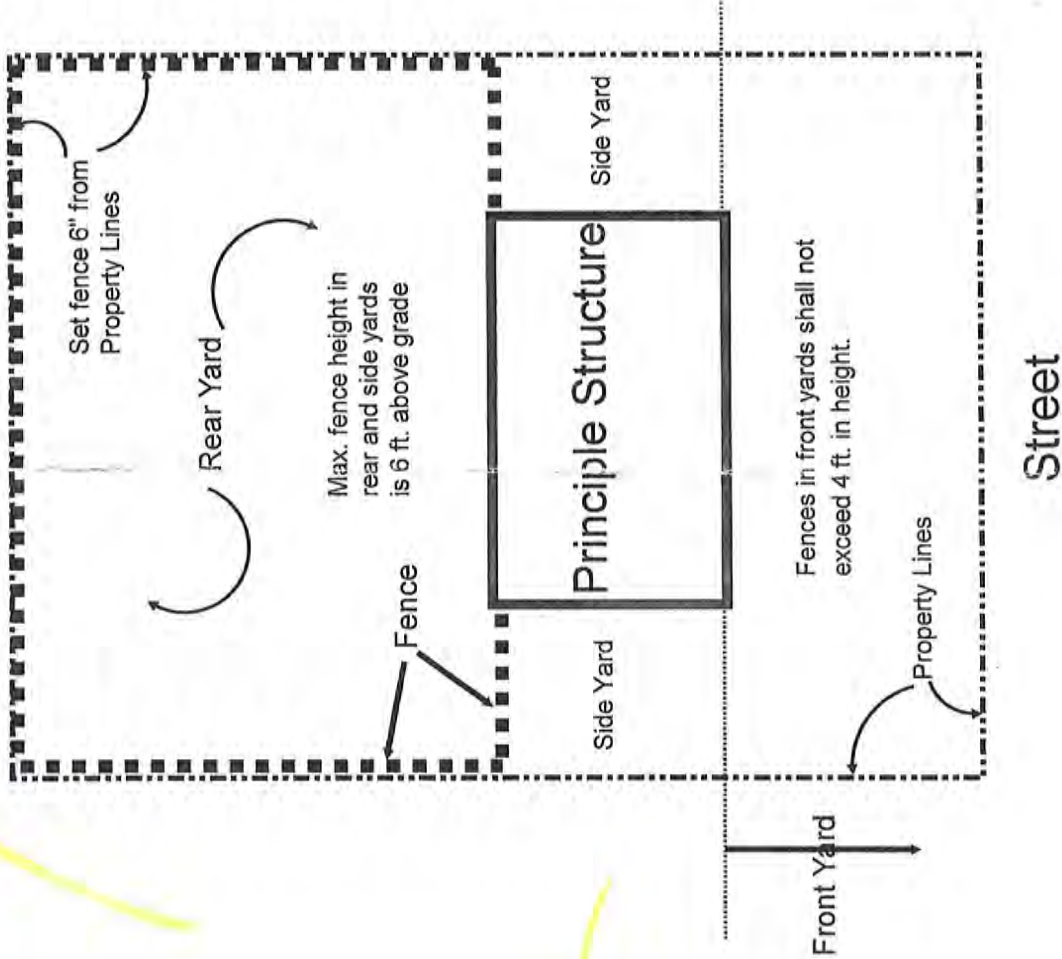 Set fence 6" from
Property Lines
Rear Yard
Max. fence height in
rear and side yards
is 6 ft. above grade
Fence
Side Yard
Principle Structure
Side Yard
Fences in front yards shall not
exceed 4 ft. in height.
Property Lines
Front Yard
Street